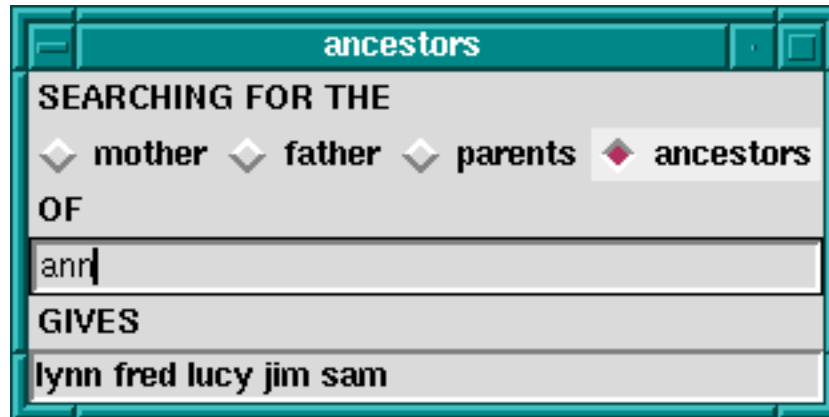 ancestors
SEARCHING FOR THE
mother father parents ancestors
OF
ann
GIVES
lynn fred lucy jim sam